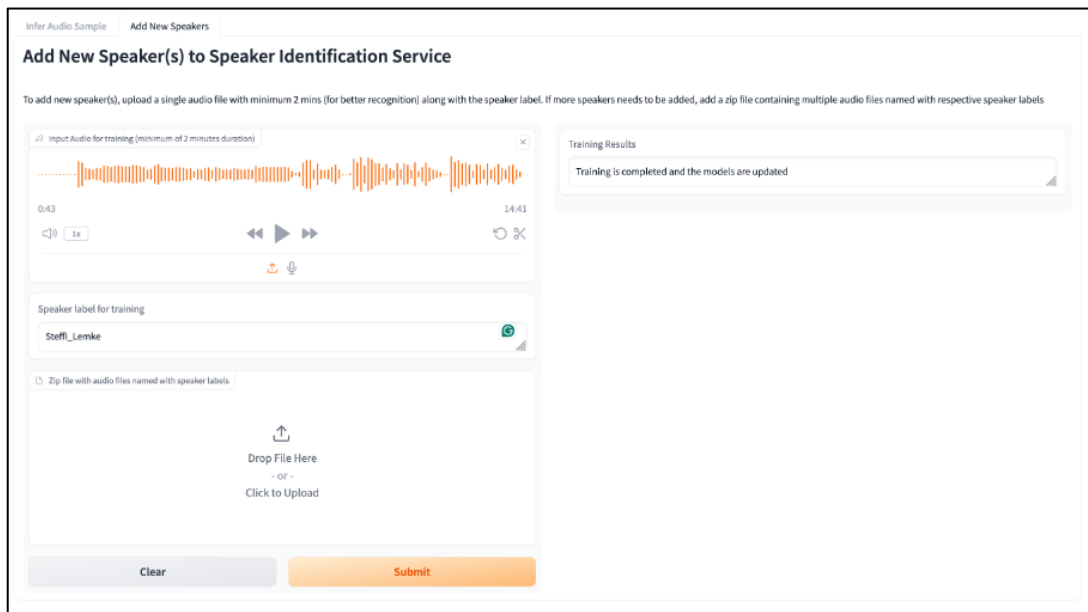 Infer Audio Sample
Add New Speakers
Add New Speaker(s) to Speaker Identification Service
To add new speaker(s), upload a single audio file with minimum 2 mins (for better recognition) along with the speaker label. If more speakers needs to be added, add a zip file containing multiple audio files named with respective speaker labels
Input Audio for training (minimum of 2 minutes duration)
0:43
14:41
1x
Speaker label for training
Steffi_Lemke
Zip file with audio files named with speaker labels
Drop File Here
- or -
Click to Upload
Clear
Submit
Training Results
Training is completed and the models are updated